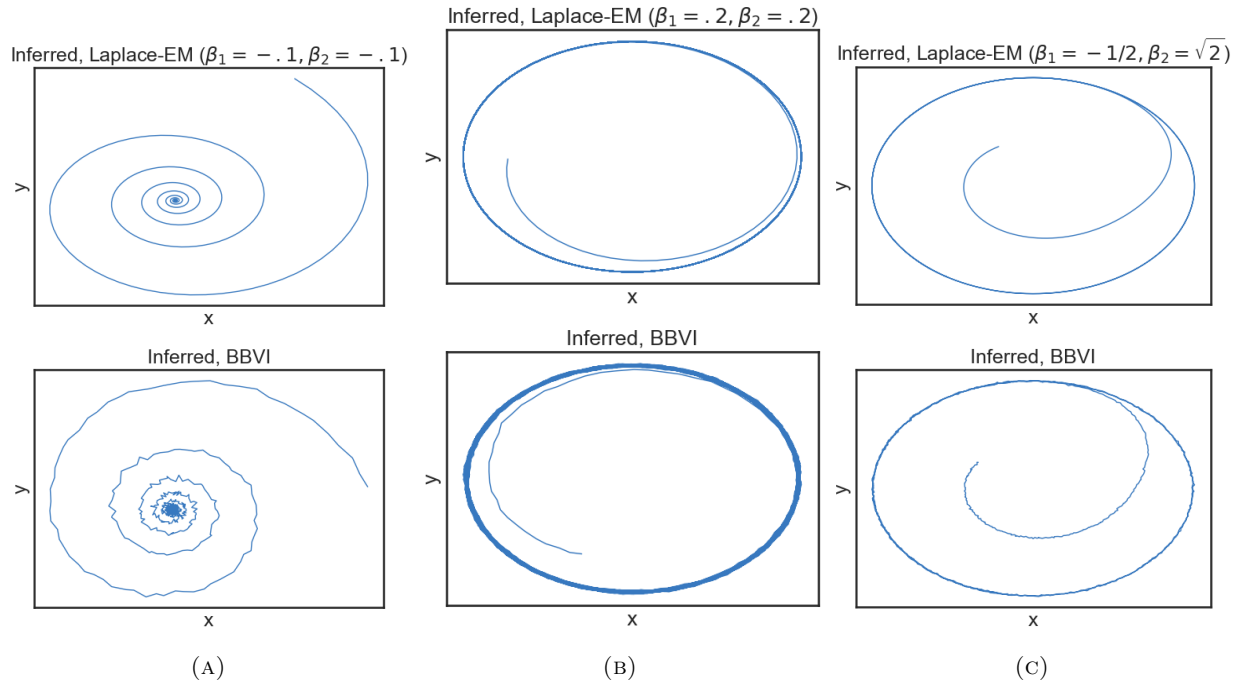 Inferred, Laplace-EM (β₁ = −.1, β₂ = −.1)
y
x
Inferred, BBVI
y
x
(A)
Inferred, Laplace-EM (β₁ = .2, β₂ = .2)
y
x
Inferred, BBVI
y
x
(B)
Inferred, Laplace-EM (β₁ = −1/2, β₂ = √2)
y
x
Inferred, BBVI
y
x
(C)